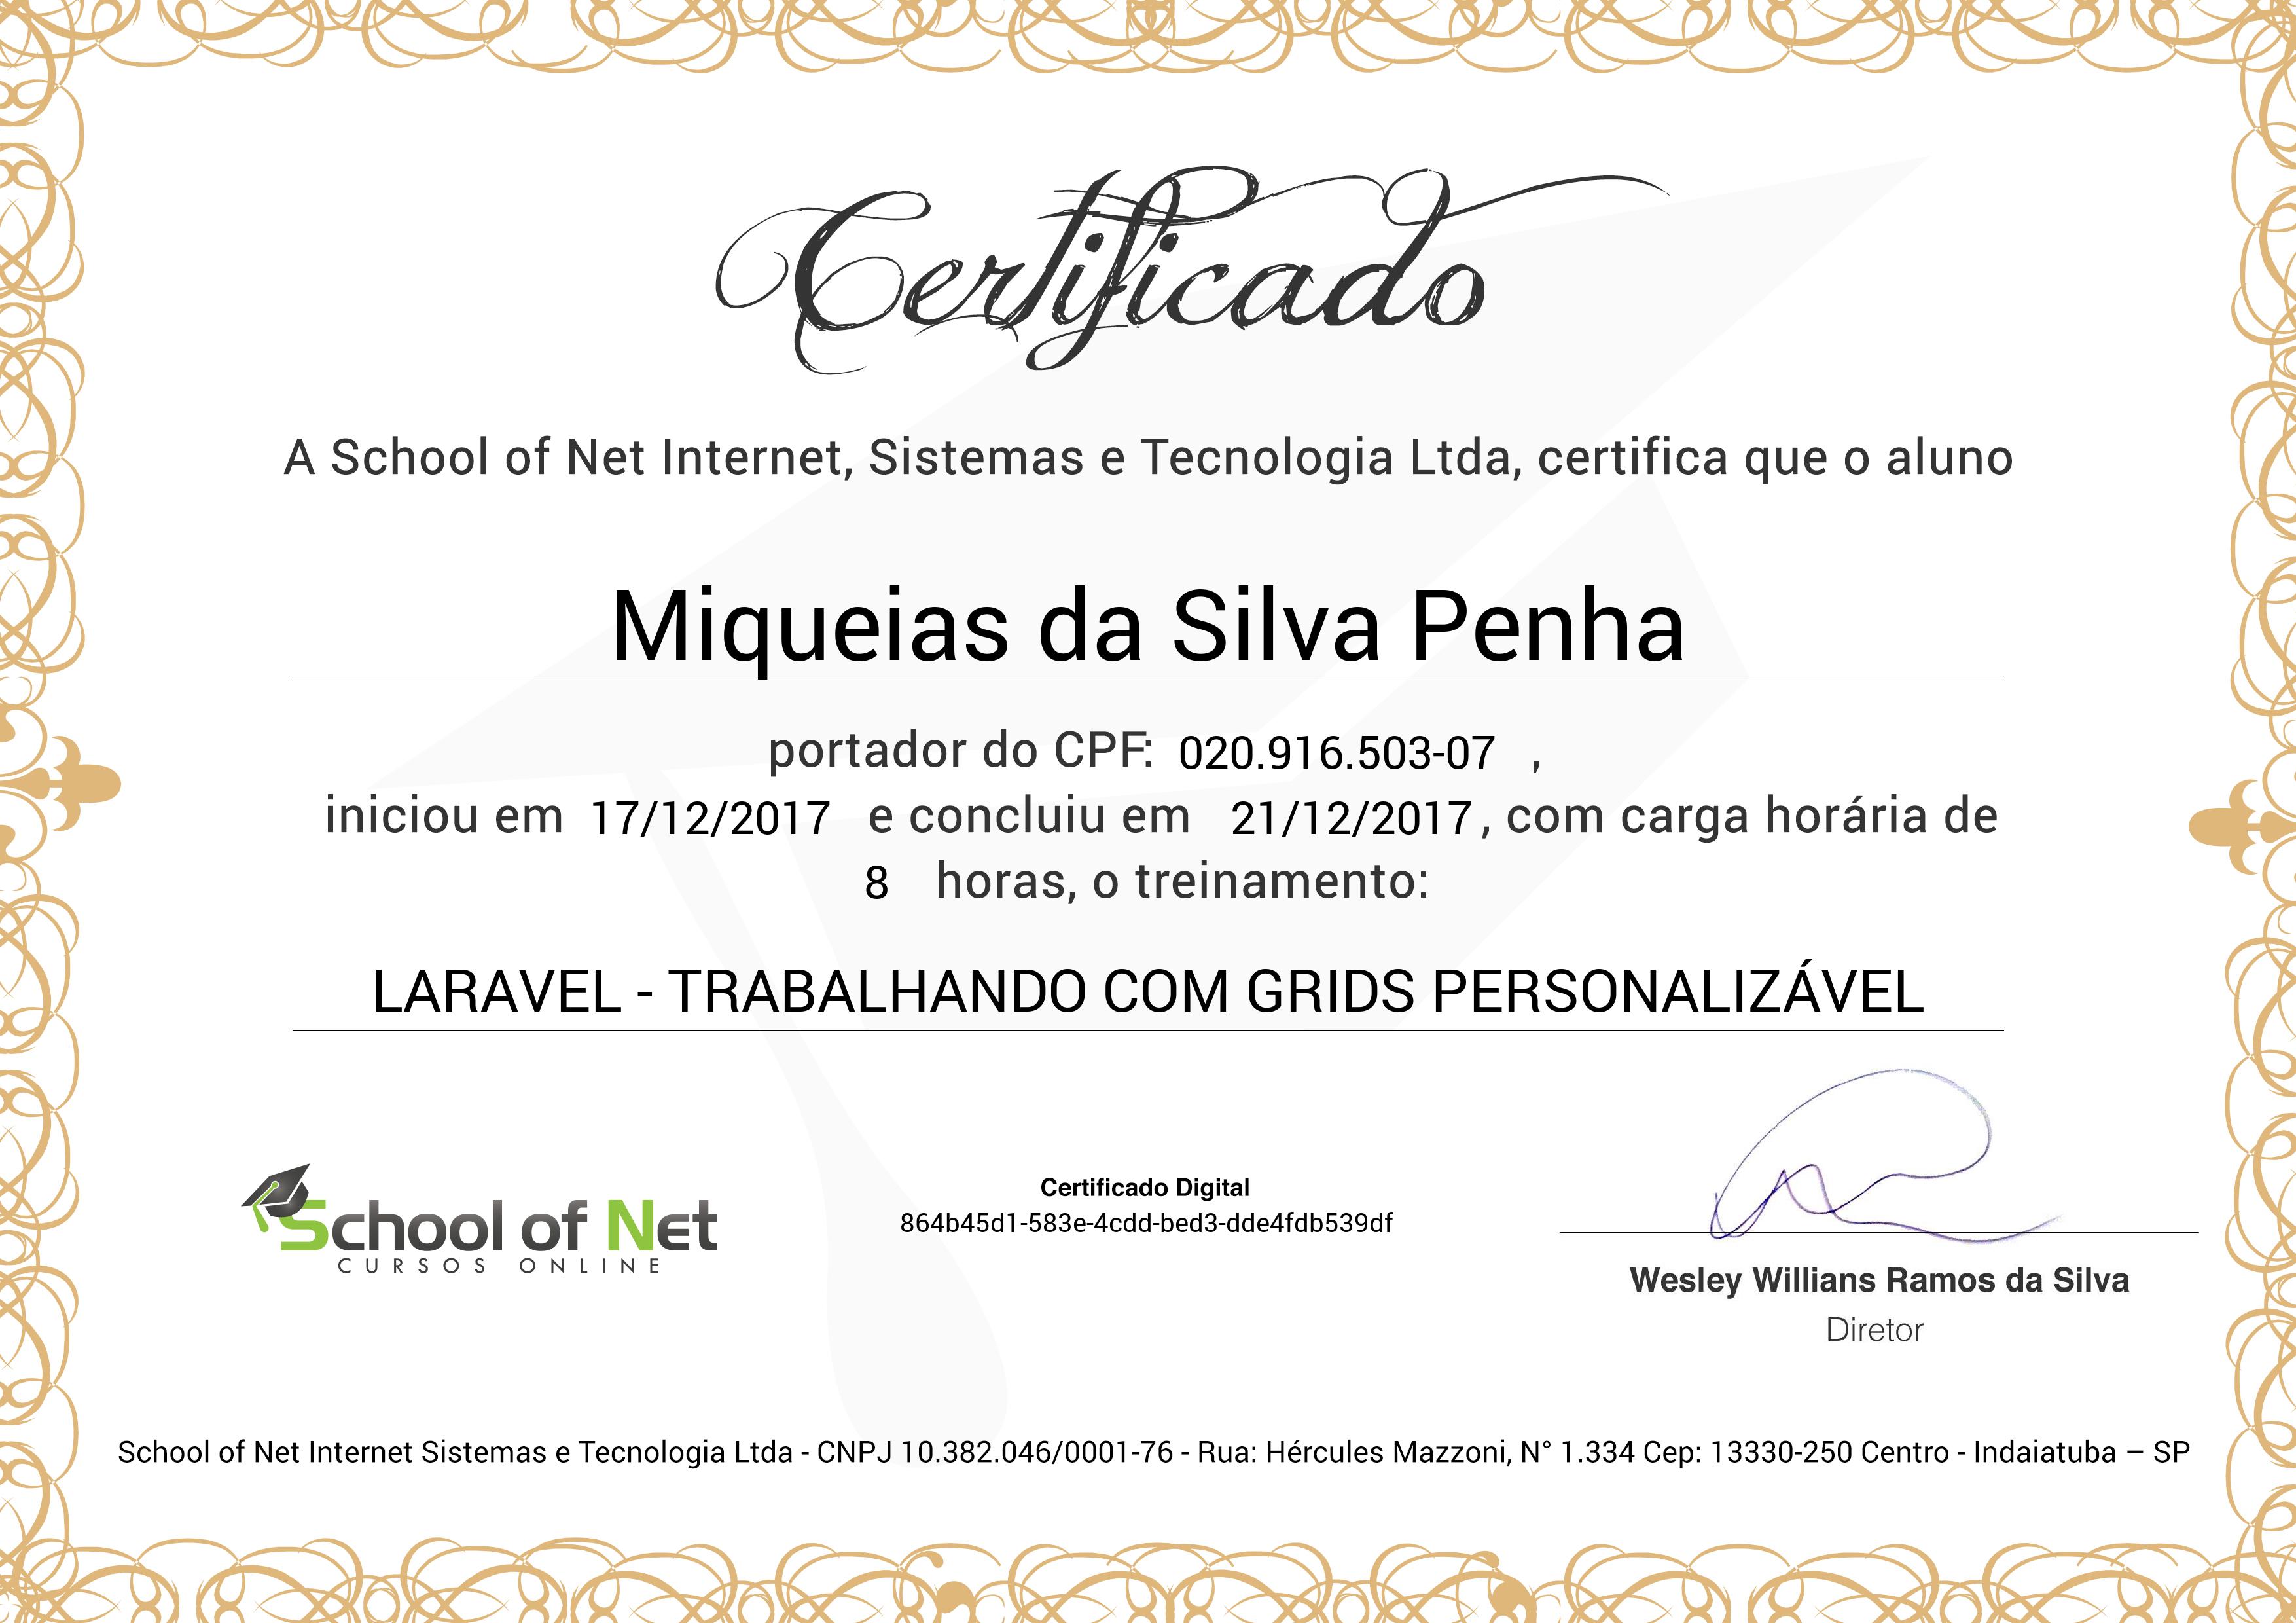 Certificado
A School of Net Internet, Sistemas e Tecnologia Ltda, certifica que o aluno
Miqueias da Silva Penha
portador do CPF: 020.916.503-07 ,
iniciou em 17/12/2017 e concluiu em 21/12/2017, com carga horária de
8 horas, o treinamento:
LARAVEL - TRABALHANDO COM GRIDS PERSONALIZÁVEL
School of Net
CURSOS ONLINE
Certificado Digital
864b45d1-583e-4cdd-bed3-dde4fdb539df
Wesley Willians Ramos da Silva
Diretor
School of Net Internet Sistemas e Tecnologia Ltda - CNPJ 10.382.046/0001-76 - Rua: Hércules Mazzoni, N° 1.334 Cep: 13330-250 Centro - Indaiatuba – SP